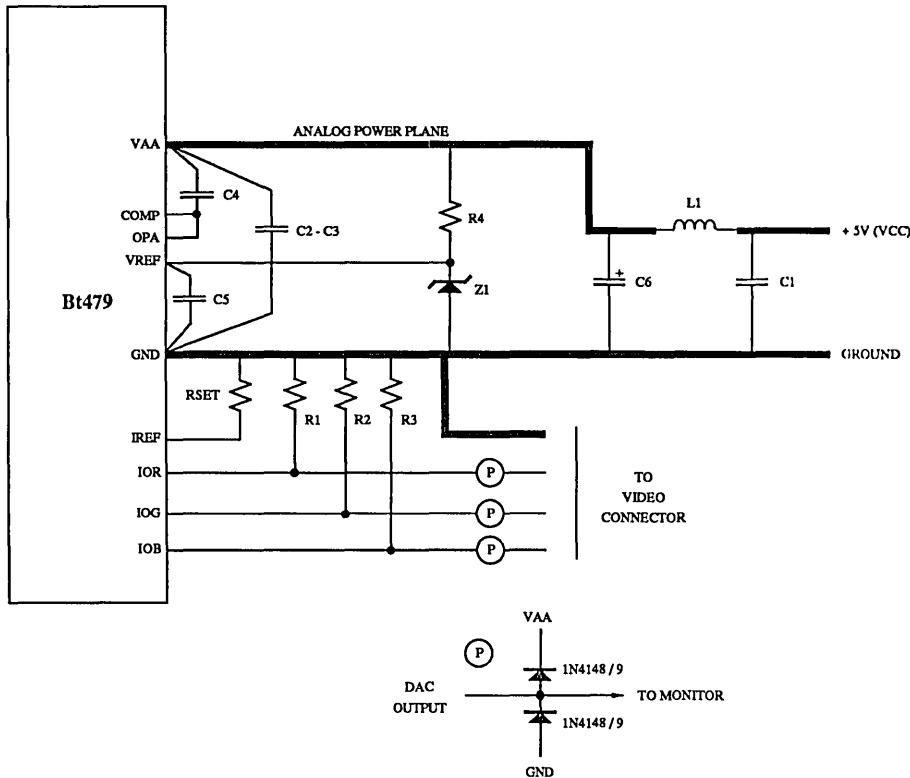 ANALOG POWER PLANE
VAA
C4
COMP
OPA
VREF
C2 - C3
C5
R4
Z1
L1
+ 5V (VCC)
+
C6
C1
Bt479
GND
GROUND
RSET
R1
R2
R3
IREF
IOR
P
IOG
P
IOB
P
TO
VIDEO
CONNECTOR
VAA
P
1N4148 / 9
DAC
OUTPUT
TO MONITOR
1N4148 / 9
GND